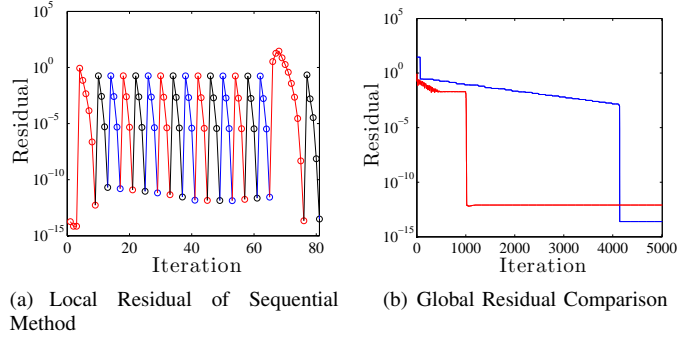 10^5
10^0
10^-5
10^-10
10^-15
Residual
0 20 40 60 80
Iteration
(a) Local Residual of Sequential
Method
10^5
10^0
10^-5
10^-10
10^-15
Residual
0 1000 2000 3000 4000 5000
Iteration
(b) Global Residual Comparison